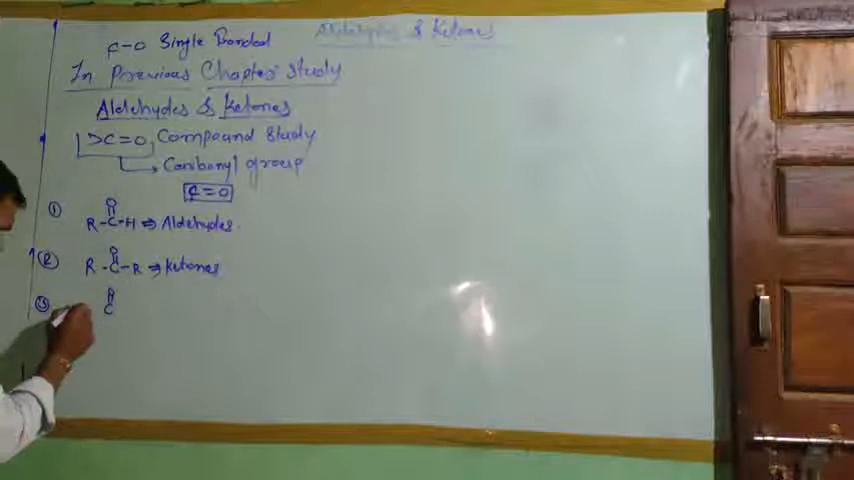 Aldehydes & Ketones
C-O Single Bonded
In Previous Chapter study
Aldehydes & Ketones
>C=O Compound study
→ Carbonyl group
C=O
① O
R-C-H ⇒ Aldehydes.
② O
R-C-R ⇒ Ketones
③ O
C